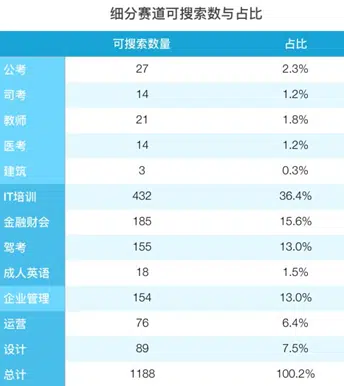 细分赛道可搜索数与占比
可搜索数量 占比
公考 27 2.3%
司考 14 1.2%
教师 21 1.8%
医考 14 1.2%
建筑 3 0.3%
IT培训 432 36.4%
金融财会 185 15.6%
驾考 155 13.0%
成人英语 18 1.5%
企业管理 154 13.0%
运营 76 6.4%
设计 89 7.5%
总计 1188 100.2%